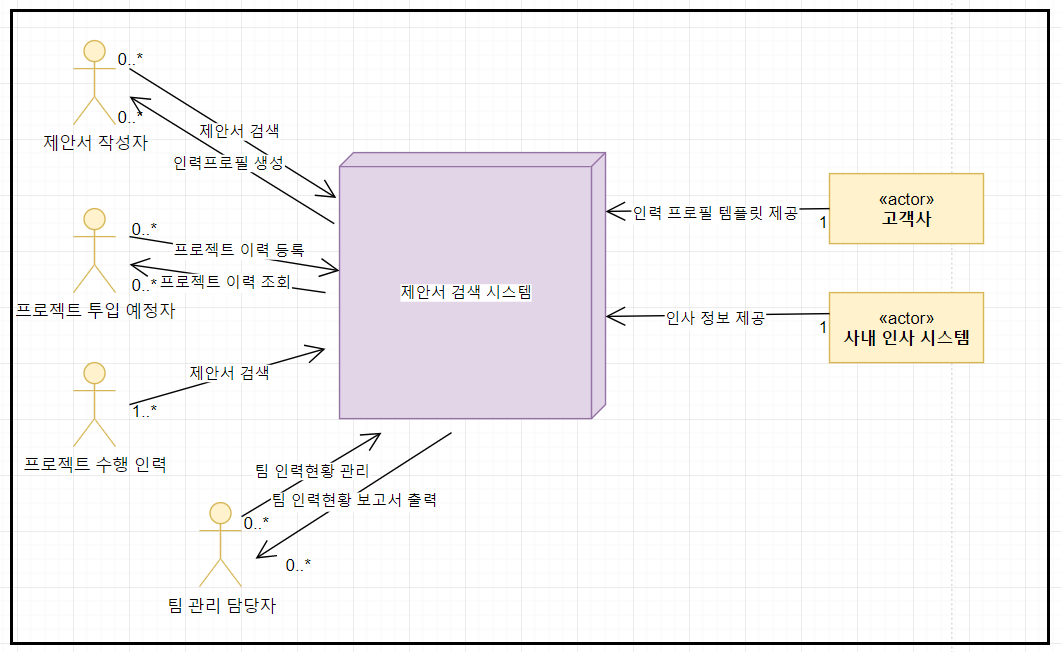 0..*
0..*
제안서 작성자
제안서 검색
인력프로필 생성
0..*
프로젝트 이력 등록
0..*
프로젝트 이력 조회
프로젝트 투입 예정자
제안서 검색
1..*
프로젝트 수행 인력
제안서 검색 시스템
인력 프로필 템플릿 제공
1
«actor»
고객사
인사 정보 제공
1
«actor»
사내 인사 시스템
팀 인력현황 관리
팀 인력현황 보고서 출력
0..*
0..*
팀 관리 담당자